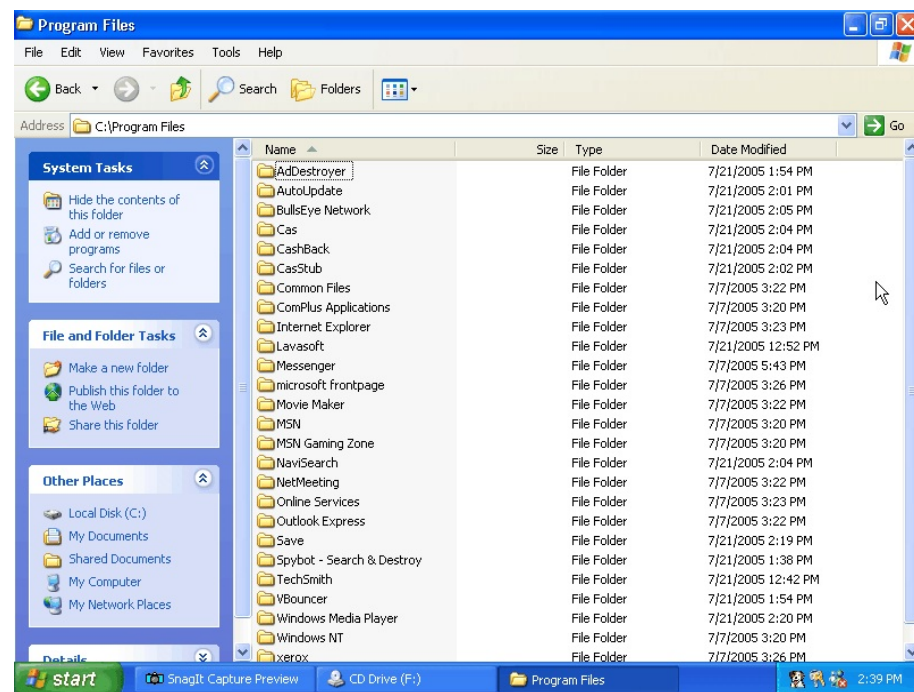 Program Files
File Edit View Favorites Tools Help
Back Search Folders
Address C:\Program Files Go
System Tasks
Hide the contents of
this folder
Add or remove
programs
Search for files or
folders
File and Folder Tasks
Make a new folder
Publish this folder to
the Web
Share this folder
Other Places
Local Disk (C:)
My Documents
Shared Documents
My Computer
My Network Places
Details
Name Size Type Date Modified
AdDestroyer File Folder 7/21/2005 1:54 PM
AutoUpdate File Folder 7/21/2005 2:01 PM
BullsEye Network File Folder 7/21/2005 2:05 PM
Cas File Folder 7/21/2005 2:04 PM
CashBack File Folder 7/21/2005 2:04 PM
CasStub File Folder 7/21/2005 2:02 PM
Common Files File Folder 7/7/2005 3:22 PM
ComPlus Applications File Folder 7/7/2005 3:20 PM
Internet Explorer File Folder 7/7/2005 3:23 PM
Lavasoft File Folder 7/21/2005 12:52 PM
Messenger File Folder 7/7/2005 5:43 PM
microsoft frontpage File Folder 7/7/2005 3:26 PM
Movie Maker File Folder 7/7/2005 3:22 PM
MSN File Folder 7/7/2005 3:20 PM
MSN Gaming Zone File Folder 7/7/2005 3:20 PM
NaviSearch File Folder 7/21/2005 2:04 PM
NetMeeting File Folder 7/7/2005 3:22 PM
Online Services File Folder 7/7/2005 3:23 PM
Outlook Express File Folder 7/7/2005 3:22 PM
Save File Folder 7/21/2005 2:19 PM
Spybot - Search & Destroy File Folder 7/21/2005 1:38 PM
TechSmith File Folder 7/21/2005 12:42 PM
VBouncer File Folder 7/21/2005 1:54 PM
Windows Media Player File Folder 7/21/2005 2:20 PM
Windows NT File Folder 7/7/2005 3:20 PM
xerox File Folder 7/7/2005 3:26 PM
start SnagIt Capture Preview CD Drive (F:) Program Files 2:39 PM